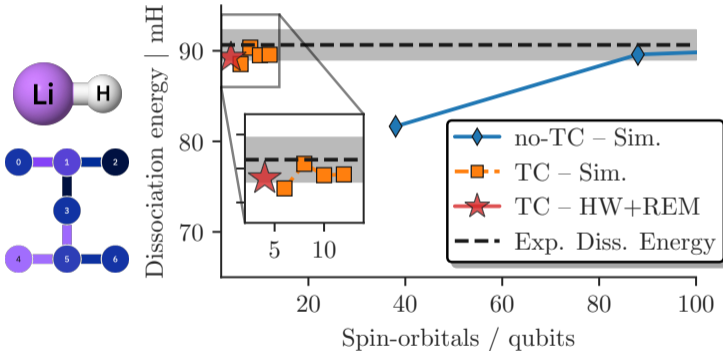 Li
H
0
1
2
3
4
5
6
Dissociation energy | mH
90
80
70
5
10
no-TC – Sim.
TC – Sim.
TC – HW+REM
Exp. Diss. Energy
20
40
60
80
100
Spin-orbitals / qubits